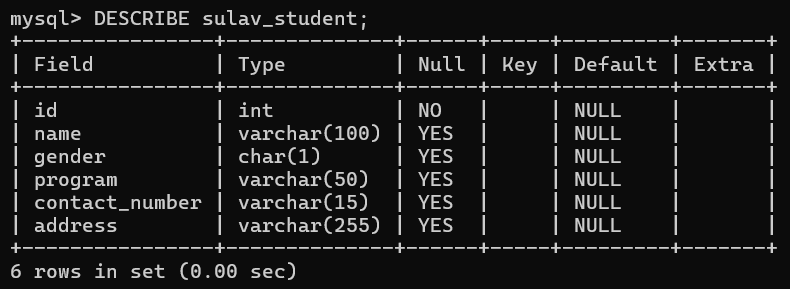 mysql> DESCRIBE sulav_student;
+----------------+--------------+------+-----+---------+-------+
| Field          | Type         | Null | Key | Default | Extra |
+----------------+--------------+------+-----+---------+-------+
| id             | int          | NO   |     | NULL    |       |
| name           | varchar(100) | YES  |     | NULL    |       |
| gender         | char(1)      | YES  |     | NULL    |       |
| program        | varchar(50)  | YES  |     | NULL    |       |
| contact_number | varchar(15)  | YES  |     | NULL    |       |
| address        | varchar(255) | YES  |     | NULL    |       |
+----------------+--------------+------+-----+---------+-------+
6 rows in set (0.00 sec)